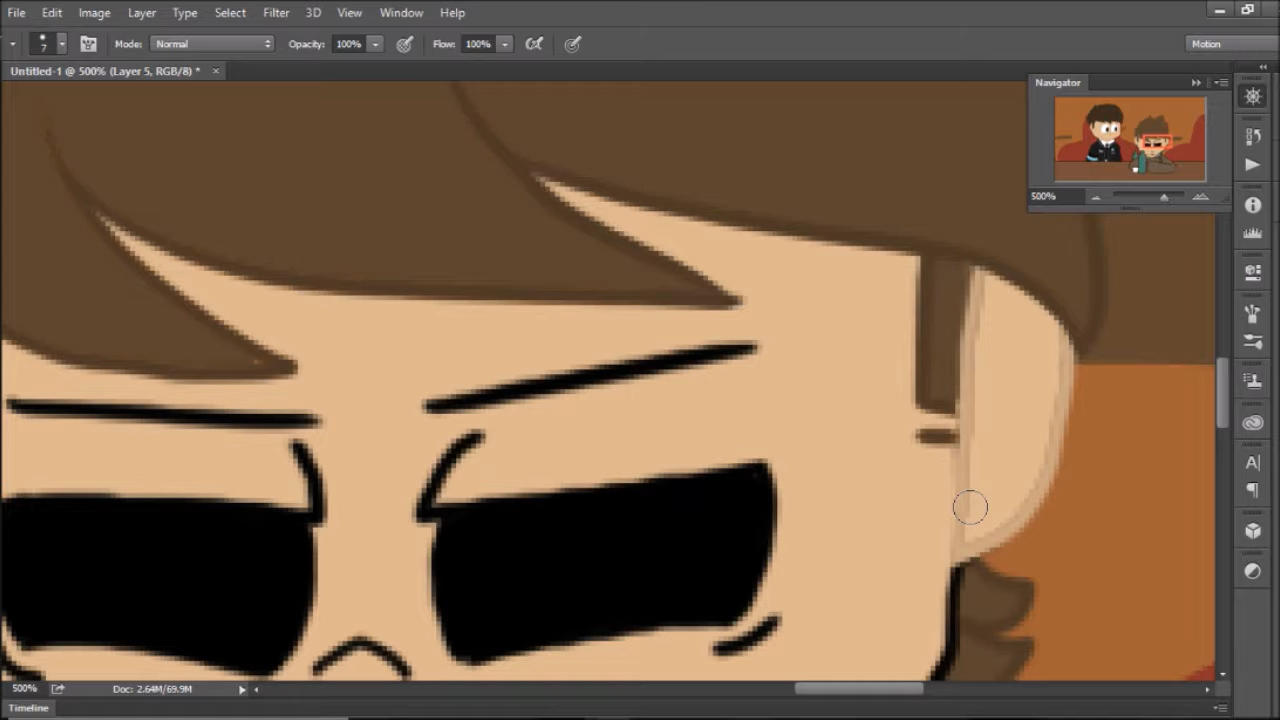 File Edit Image Layer Type Select Filter 3D View Window Help
7 Mode: Normal Opacity: 100% Flow: 100% Motion
Untitled-1 @ 500% (Layer 5, RGB/8) * ×
Navigator
500%
500% Doc: 2.64M/69.9M
Timeline